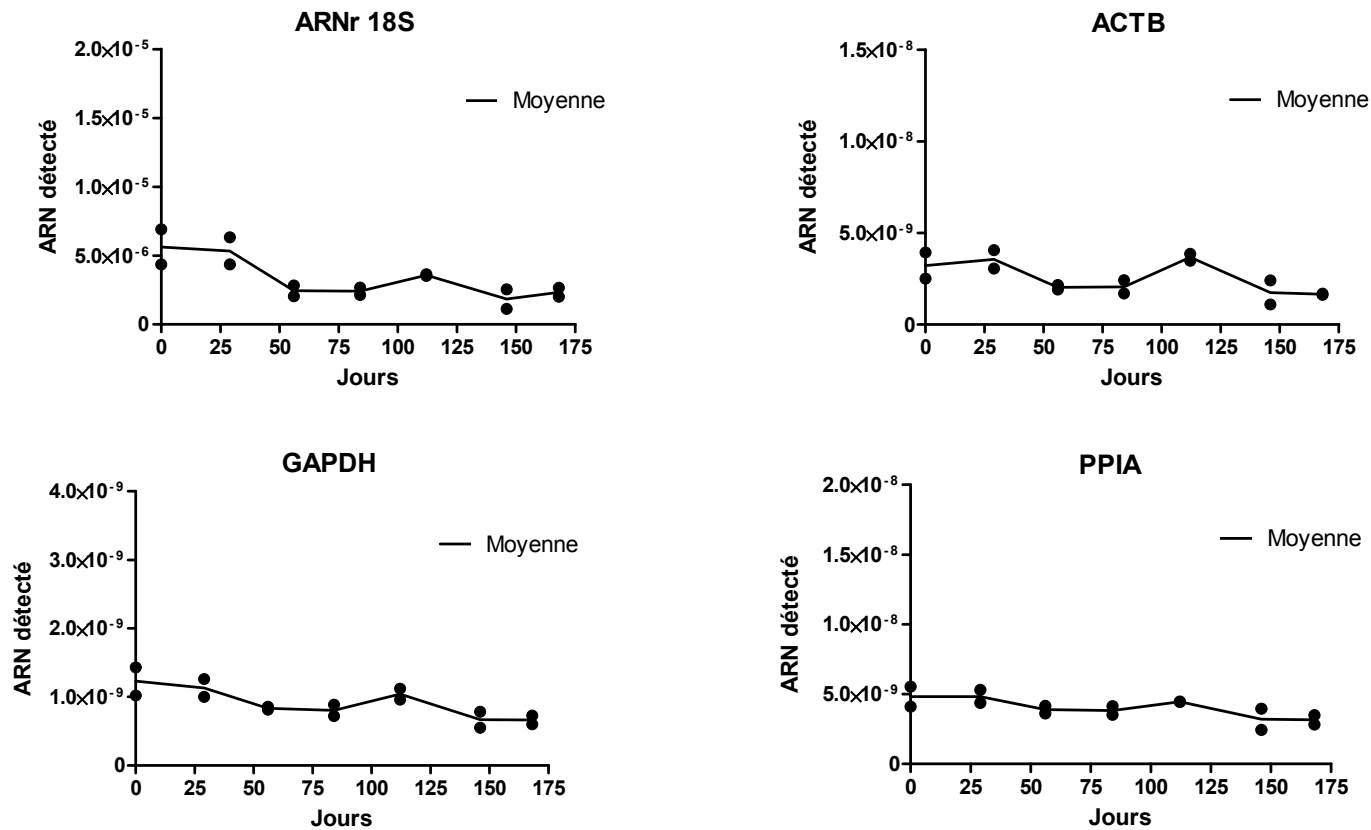 ARNr 18S
2.0×10⁻⁵
1.5×10⁻⁵
1.0×10⁻⁵
5.0×10⁻⁶
0
ARN détecté
Moyenne
0 25 50 75 100 125 150 175
Jours
ACTB
1.5×10⁻⁸
1.0×10⁻⁸
5.0×10⁻⁹
0
ARN détecté
Moyenne
0 25 50 75 100 125 150 175
Jours
GAPDH
4.0×10⁻⁹
3.0×10⁻⁹
2.0×10⁻⁹
1.0×10⁻⁹
0
ARN détecté
Moyenne
0 25 50 75 100 125 150 175
Jours
PPIA
2.0×10⁻⁸
1.5×10⁻⁸
1.0×10⁻⁸
5.0×10⁻⁹
0
ARN détecté
Moyenne
0 25 50 75 100 125 150 175
Jours